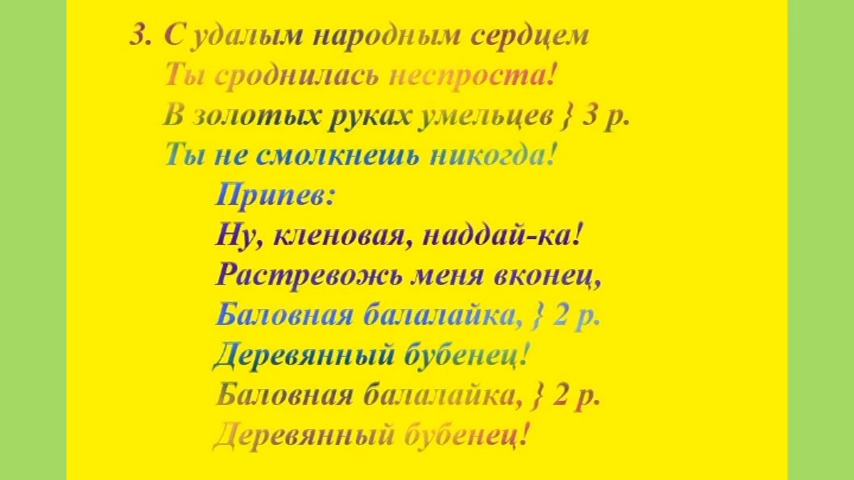 3. С удалым народным сердцем
Ты сроднилась неспроста!
В золотых руках умельцев } 3 р.
Ты не смолкнешь никогда!
Припев:
Ну, кленовая, наддай-ка!
Растревожь меня вконец,
Баловная балалайка, } 2 р.
Деревянный бубенец!
Баловная балалайка, } 2 р.
Деревянный бубенец!